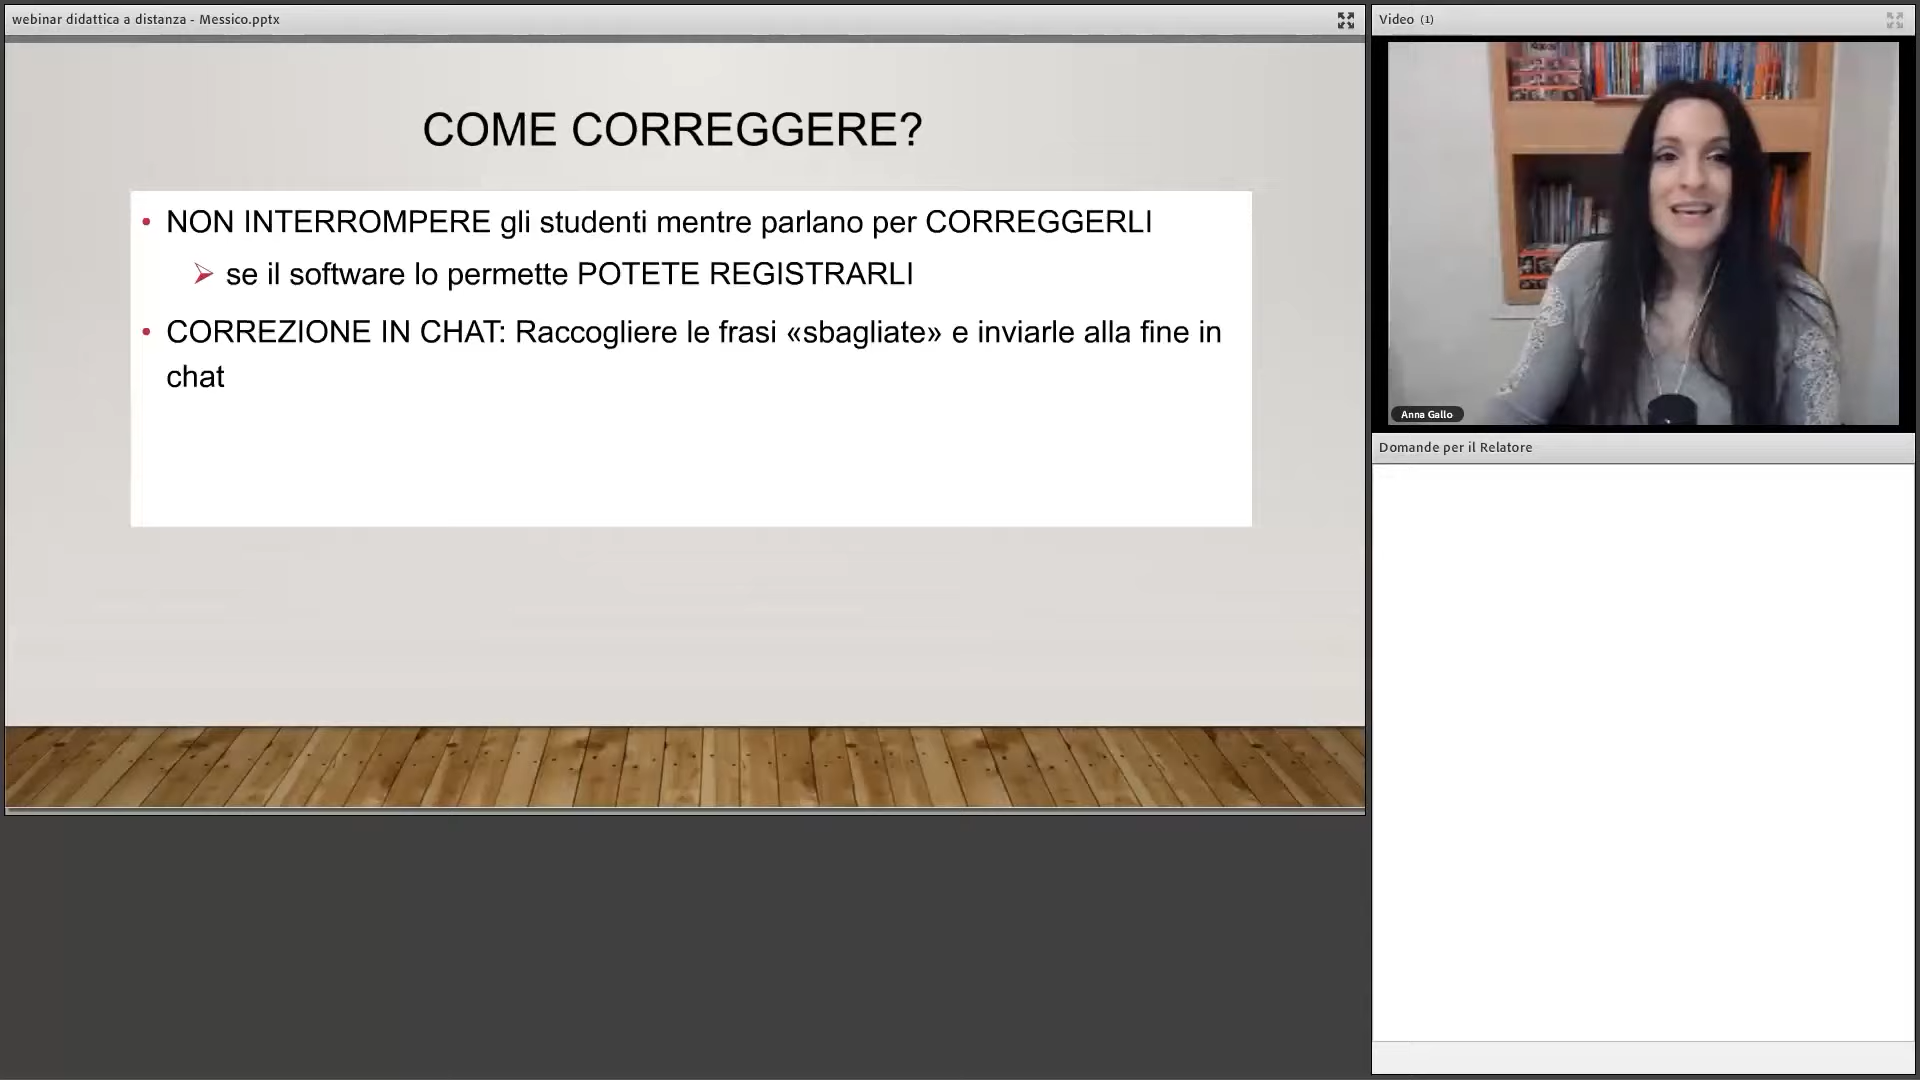 webinar didattica a distanza - Messico.pptx
COME CORREGGERE?
• NON INTERROMPERE gli studenti mentre parlano per CORREGGERLI
➢ se il software lo permette POTETE REGISTRARLI
• CORREZIONE IN CHAT: Raccogliere le frasi «sbagliate» e inviarle alla fine in
chat
Video (1)
Anna Gallo
Domande per il Relatore